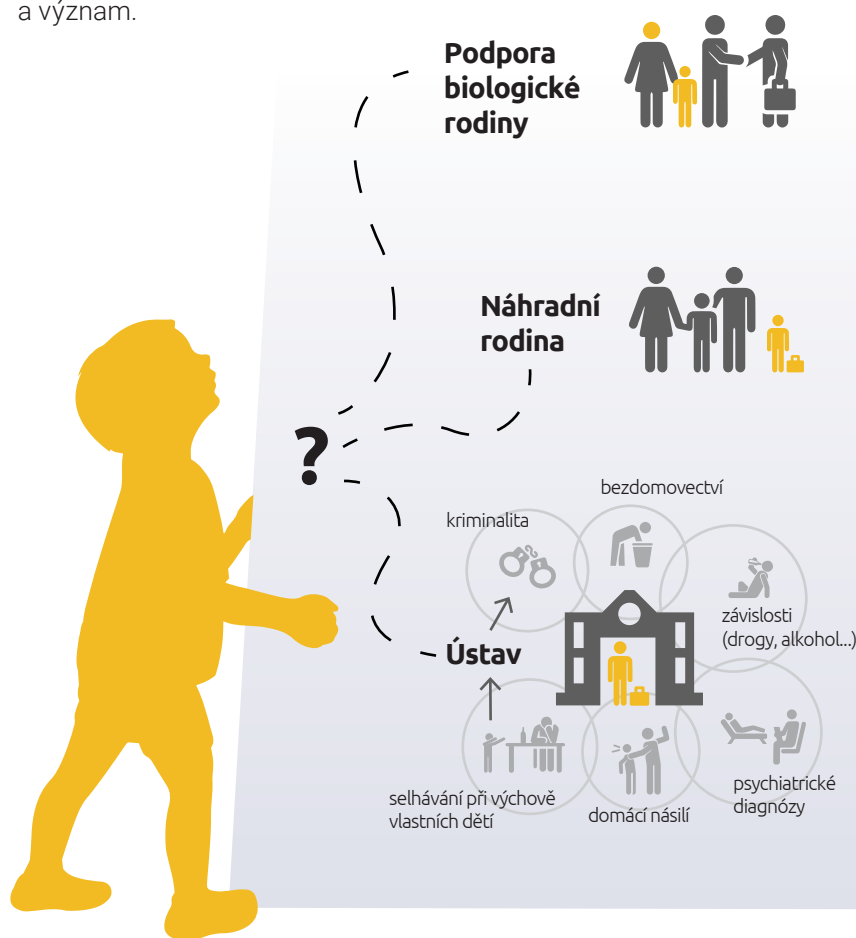 a význam.
Podpora
biologické
rodiny
Náhradní
rodina
?
bezdomovectví
kriminalita
závislosti
(drogy, alkohol...)
Ústav
selhávání při výchově
vlastních dětí
domácí násilí
psychiatrické
diagnózy